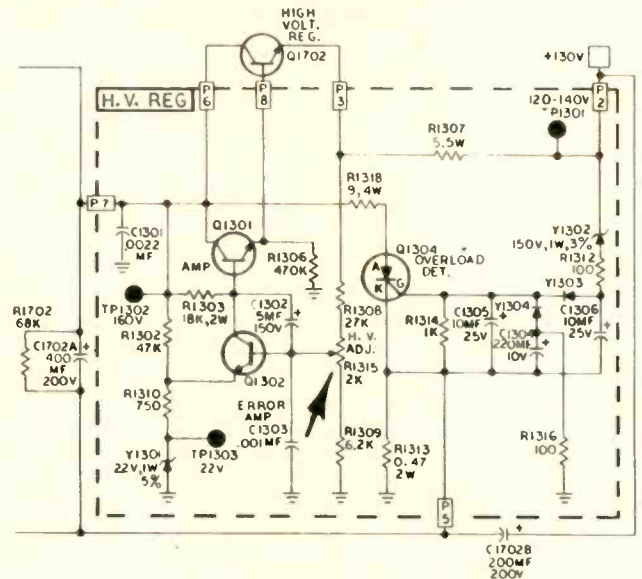 HIGH
VOLT.
REG.
Q1702
+130V
P6
P8
P3
P2
H.V. REG
120-140V
TP1301
R1307
5.5W
R1318
9,4W
P7
C1301
.0022
MF
Q1301
AMP
R1306
470K
Q1304
OVERLOAD
DET.
A
K
G
Y1302
150V,1W,3%
R1312
100
Y1303
TP1302
160V
R1303
18K,2W
C1302
5MF
150V
R1308
27K
H.V.
ADJ.
R1315
2K
R1314
1K
C1305
10MF
25V
Y1304
C1304
220MF
10V
C1306
10MF
25V
R1702
68K
C1702A
400
MF
200V
R1302
47K
Q1302
ERROR
AMP
R1310
750
C1303
.001MF
Y1301
22V,1W
5%
TP1303
22V
R1309
6.2K
R1313
0.47
2W
R1316
100
P5
C1702B
200MF
200V